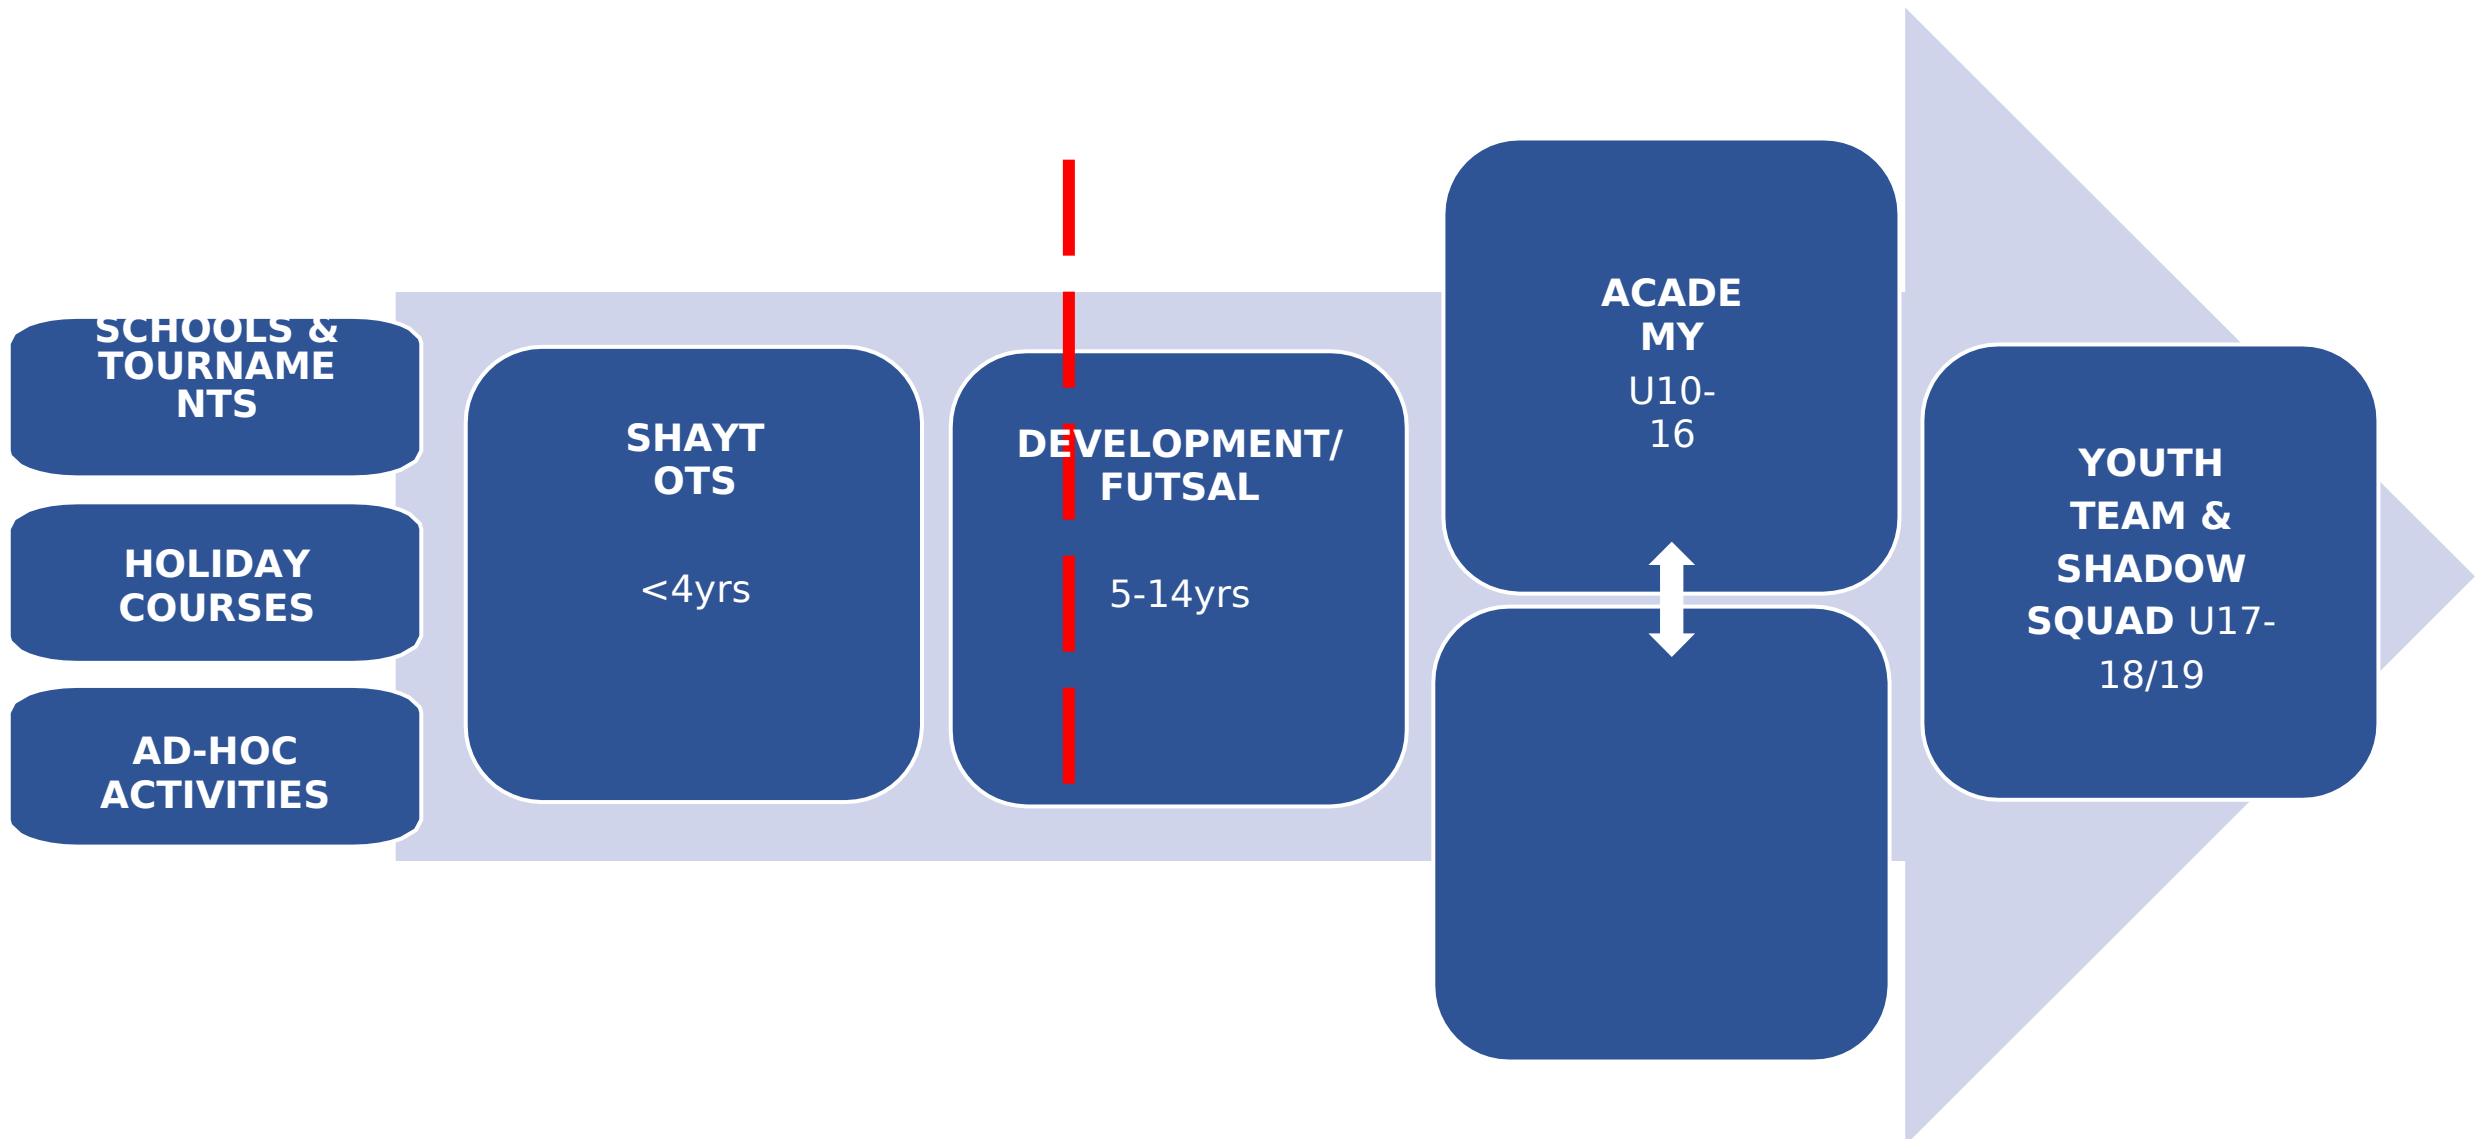 SCHOOLS &
TOURNAME
NTS
HOLIDAY
COURSES
AD-HOC
ACTIVITIES
SHAYT
OTS
<4yrs
DEVELOPMENT/
FUTSAL
5-14yrs
ACADE
MY
U10-
16
YOUTH
TEAM &
SHADOW
SQUAD U17-
18/19